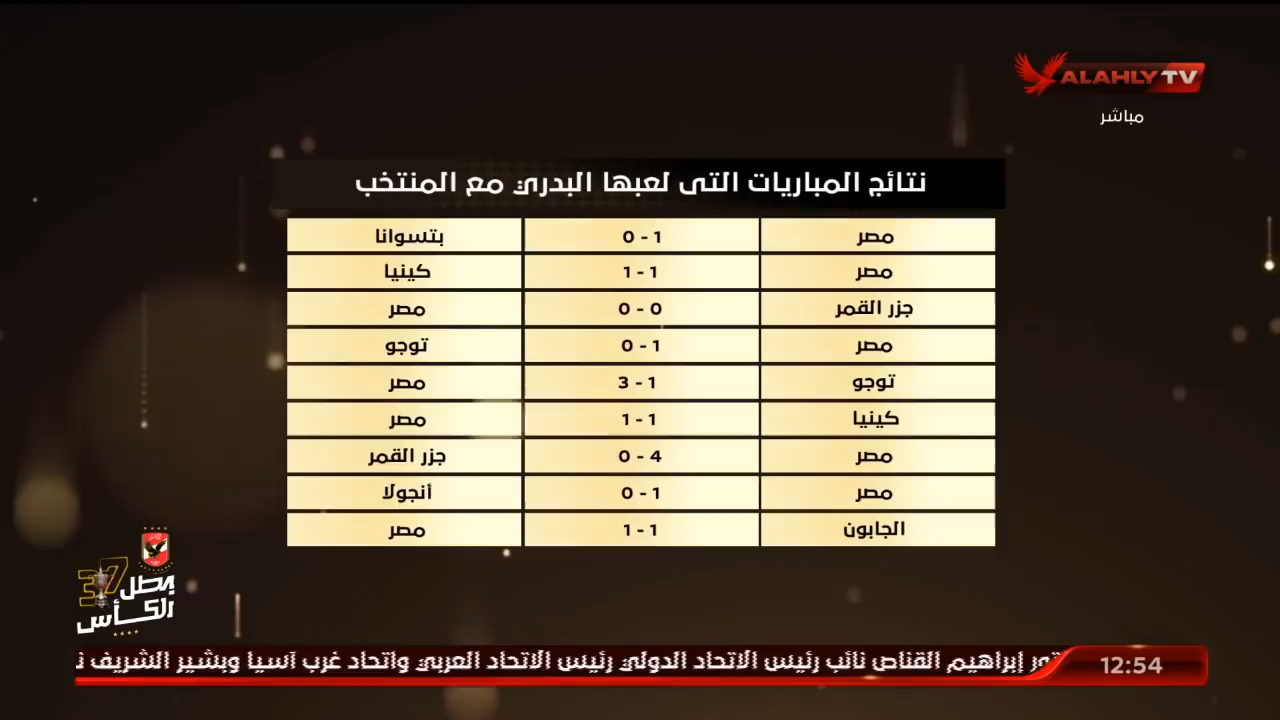 ALAHLY TV
مباشر
نتائج المباريات التى لعبها البدري مع المنتخب
مصر 1 - 0 بتسوانا
مصر 1 - 1 كينيا
جزر القمر 0 - 0 مصر
مصر 1 - 0 توجو
توجو 1 - 3 مصر
كينيا 1 - 1 مصر
مصر 4 - 0 جزر القمر
مصر 1 - 0 أنجولا
الجابون 1 - 1 مصر
37
بطل
الكأس
إبراهيم القناص نائب رئيس الاتحاد الدولي رئيس الاتحاد العربي واتحاد غرب آسيا وبشير الشريف
12:54